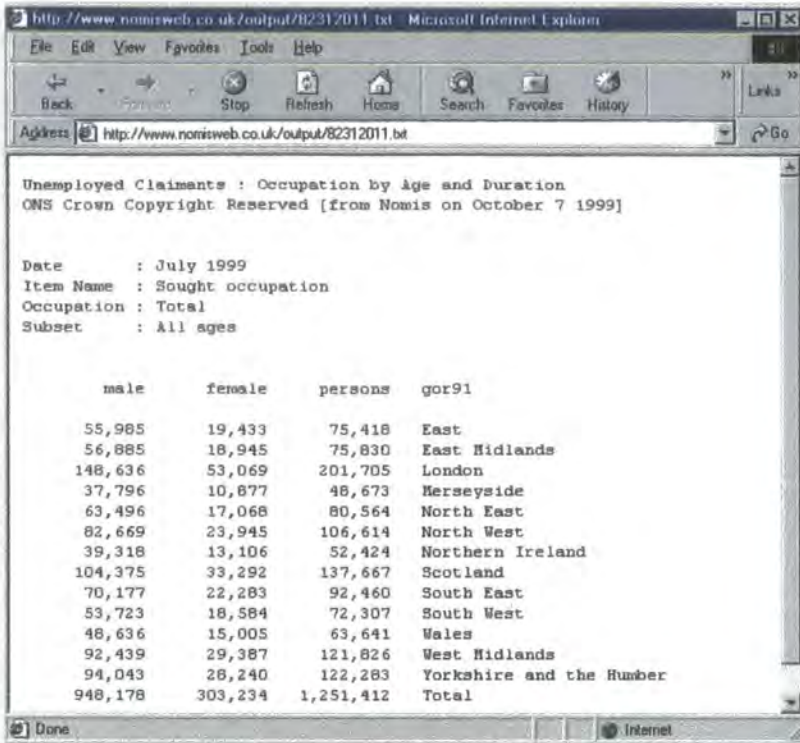 http://www.nomisweb.co.uk/output/82312011.txt - Microsoft Internet Explorer
File Edit View Favorites Tools Help
Back Forward Stop Refresh Home Search Favorites History » Links »
Address http://www.nomisweb.co.uk/output/82312011.txt Go
Unemployed Claimants : Occupation by Age and Duration
ONS Crown Copyright Reserved [from Nomis on October 7 1999]
Date : July 1999
Item Name : Sought occupation
Occupation : Total
Subset : All ages
male female persons gor91
55,985 19,433 75,418 East
56,885 18,945 75,830 East Midlands
148,636 53,069 201,705 London
37,796 10,877 48,673 Merseyside
63,496 17,068 80,564 North East
82,669 23,945 106,614 North West
39,318 13,106 52,424 Northern Ireland
104,375 33,292 137,667 Scotland
70,177 22,283 92,460 South East
53,723 18,584 72,307 South West
48,636 15,005 63,641 Wales
92,439 29,387 121,826 West Midlands
94,043 28,240 122,283 Yorkshire and the Humber
948,178 303,234 1,251,412 Total
Done Internet